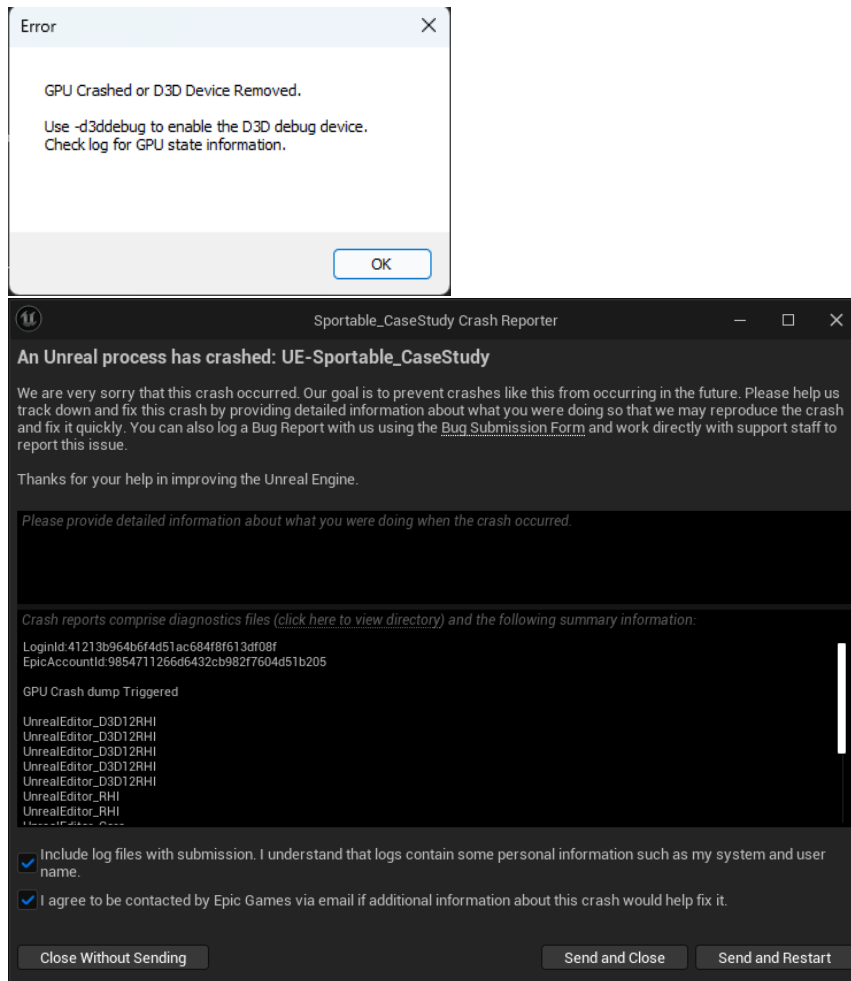 Error
GPU Crashed or D3D Device Removed.
Use -d3ddebug to enable the D3D debug device.
Check log for GPU state information.
OK
Sportable_CaseStudy Crash Reporter
An Unreal process has crashed: UE-Sportable_CaseStudy
We are very sorry that this crash occurred. Our goal is to prevent crashes like this from occurring in the future. Please help us
track down and fix this crash by providing detailed information about what you were doing so that we may reproduce the crash
and fix it quickly. You can also log a Bug Report with us using the Bug Submission Form and work directly with support staff to
report this issue.
Thanks for your help in improving the Unreal Engine.
Please provide detailed information about what you were doing when the crash occurred.
Crash reports comprise diagnostics files (click here to view directory) and the following summary information:
LoginId:41213b964b6f4d51ac684f8f613df08f
EpicAccountId:9854711266d6432cb982f7604d51b205
GPU Crash dump Triggered
UnrealEditor_D3D12RHI
UnrealEditor_D3D12RHI
UnrealEditor_D3D12RHI
UnrealEditor_D3D12RHI
UnrealEditor_D3D12RHI
UnrealEditor_RHI
UnrealEditor_RHI
UnrealEditor_Core
Include log files with submission. I understand that logs contain some personal information such as my system and user
name.
I agree to be contacted by Epic Games via email if additional information about this crash would help fix it.
Close Without Sending
Send and Close
Send and Restart